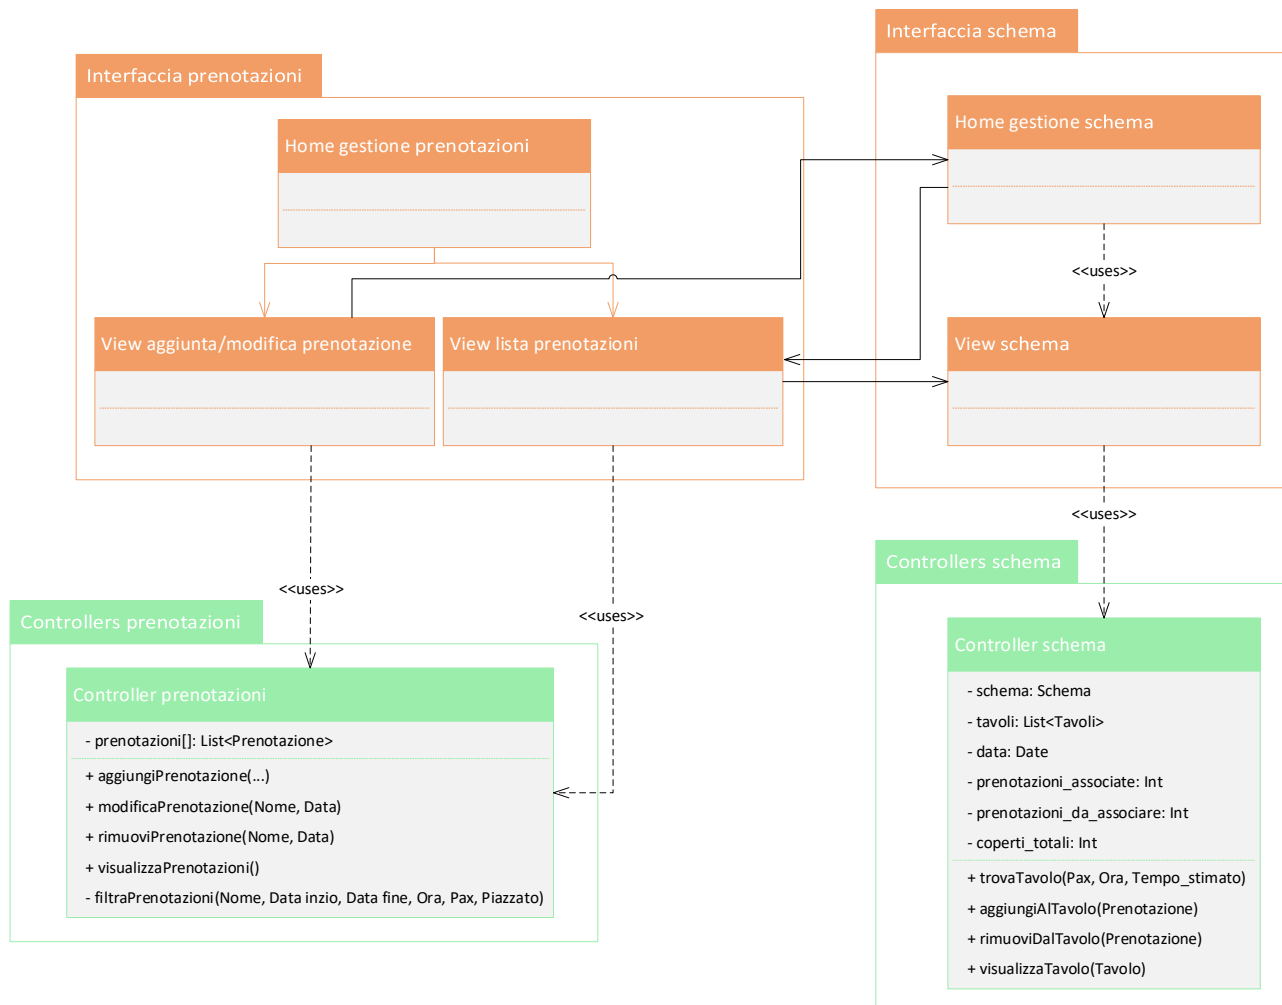 Interfaccia schema
Interfaccia prenotazioni
Home gestione schema
Home gestione prenotazioni
<<uses>>
View aggiunta/modifica prenotazione
View lista prenotazioni
View schema
<<uses>>
Controllers schema
<<uses>>
<<uses>>
Controllers prenotazioni
Controller schema
- schema: Schema
- tavoli: List<Tavoli>
- data: Date
- prenotazioni_associate: Int
- prenotazioni_da_associare: Int
- coperti_totali: Int
+ trovaTavolo(Pax, Ora, Tempo_stimato)
+ aggiungiAlTavolo(Prenotazione)
+ rimuoviDalTavolo(Prenotazione)
+ visualizzaTavolo(Tavolo)
Controller prenotazioni
- prenotazioni[]: List<Prenotazione>
+ aggiungiPrenotazione(...)
+ modificaPrenotazione(Nome, Data)
+ rimuoviPrenotazione(Nome, Data)
+ visualizzaPrenotazioni()
- filtraPrenotazioni(Nome, Data inzio, Data fine, Ora, Pax, Piazzato)